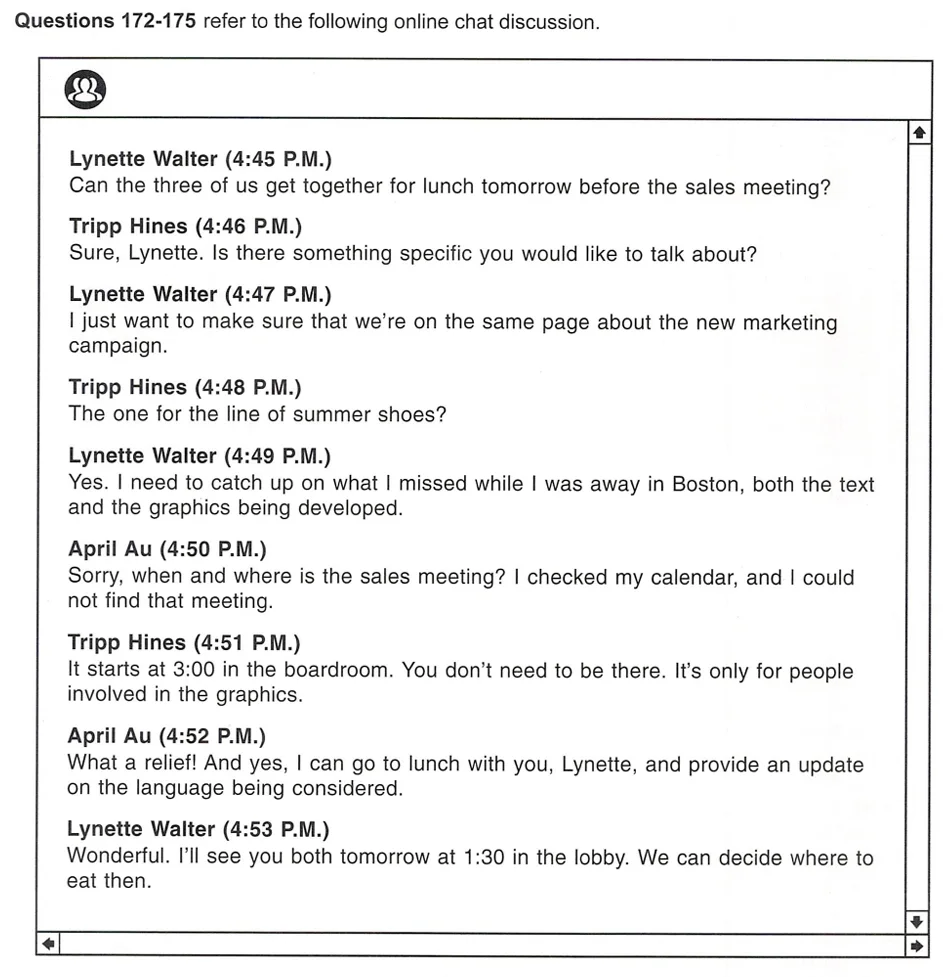 Questions 172-175 refer to the following online chat discussion.
Lynette Walter (4:45 P.M.)
Can the three of us get together for lunch tomorrow before the sales meeting?
Tripp Hines (4:46 P.M.)
Sure, Lynette. Is there something specific you would like to talk about?
Lynette Walter (4:47 P.M.)
I just want to make sure that we're on the same page about the new marketing
campaign.
Tripp Hines (4:48 P.M.)
The one for the line of summer shoes?
Lynette Walter (4:49 P.M.)
Yes. I need to catch up on what I missed while I was away in Boston, both the text
and the graphics being developed.
April Au (4:50 P.M.)
Sorry, when and where is the sales meeting? I checked my calendar, and I could
not find that meeting.
Tripp Hines (4:51 P.M.)
It starts at 3:00 in the boardroom. You don't need to be there. It's only for people
involved in the graphics.
April Au (4:52 P.M.)
What a relief! And yes, I can go to lunch with you, Lynette, and provide an update
on the language being considered.
Lynette Walter (4:53 P.M.)
Wonderful. I'll see you both tomorrow at 1:30 in the lobby. We can decide where to
eat then.